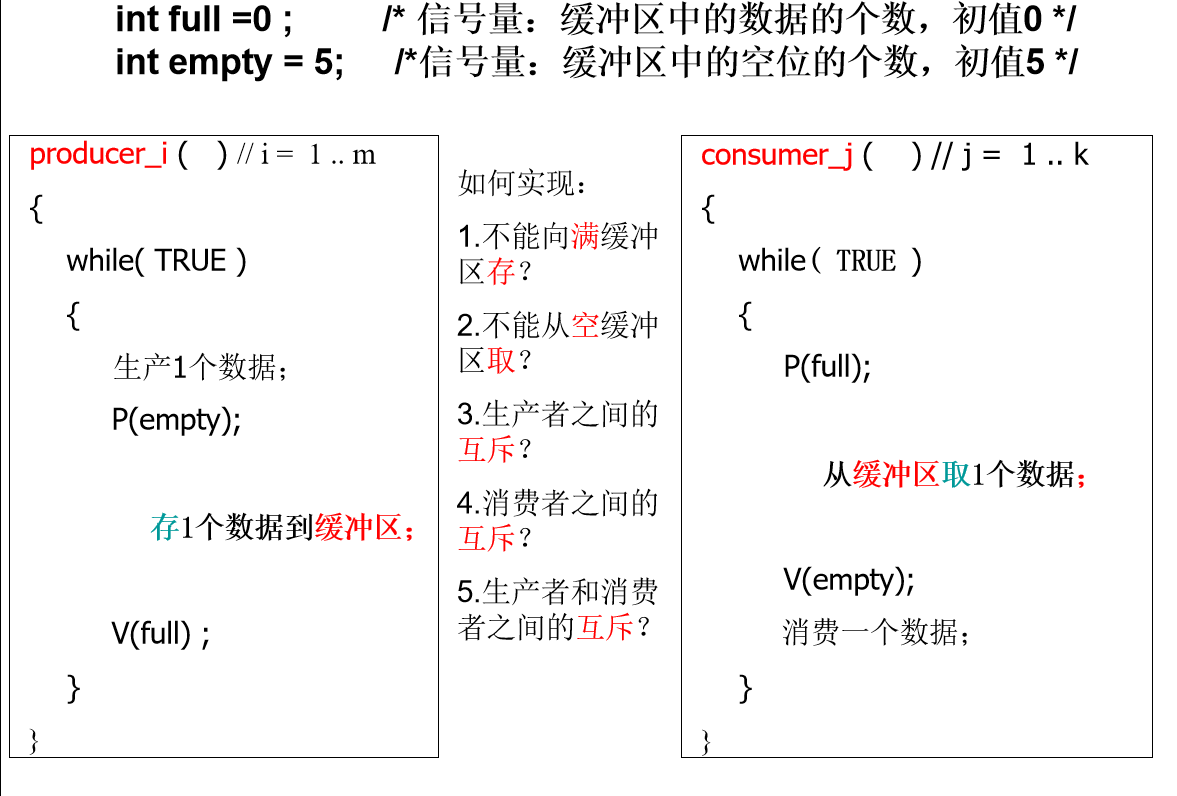 int full =0 ; /* 信号量：缓冲区中的数据的个数，初值0 */
int empty = 5; /*信号量：缓冲区中的空位的个数，初值5 */
producer_i ( ) // i = 1 .. m
{
while( TRUE )
{
生产1个数据；
P(empty);
存1个数据到缓冲区；
V(full) ;
}
}
如何实现：
1.不能向满缓冲
区存？
2.不能从空缓冲
区取？
3.生产者之间的
互斥？
4.消费者之间的
互斥？
5.生产者和消费
者之间的互斥？
consumer_j ( ) // j = 1 .. k
{
while( TRUE )
{
P(full);
从缓冲区取1个数据；
V(empty);
消费一个数据；
}
}